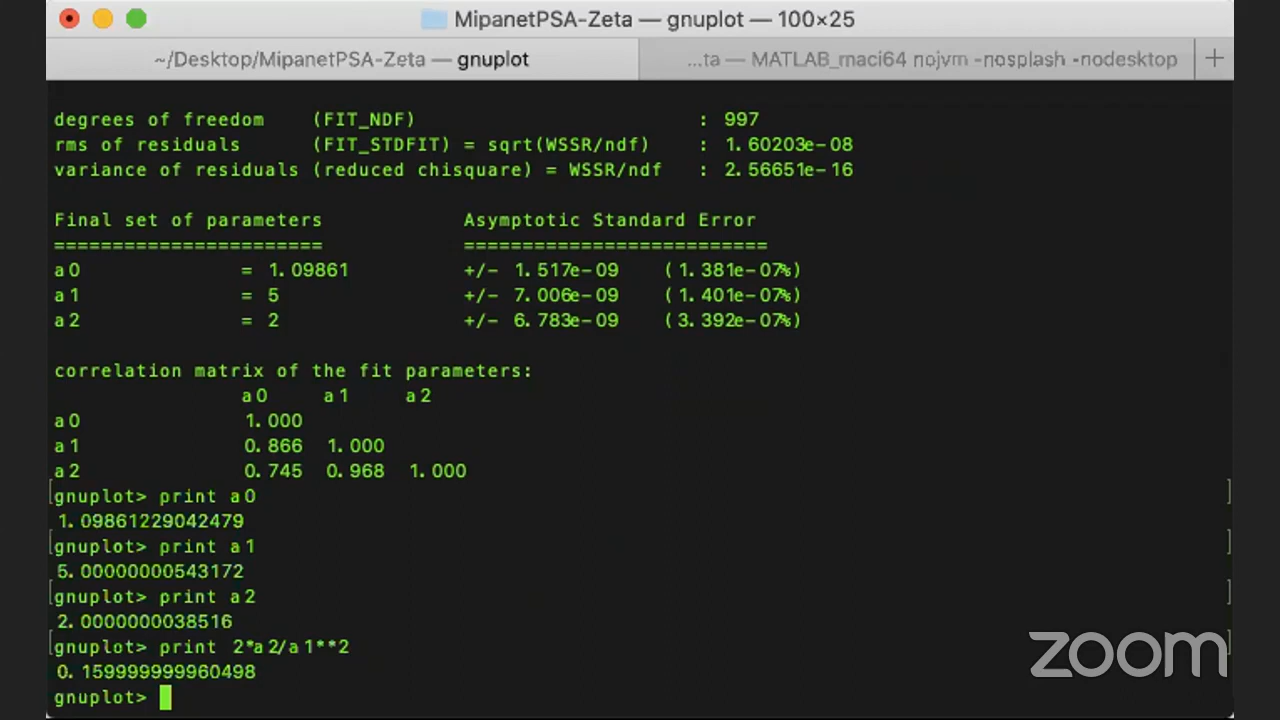 MipanetPSA-Zeta — gnuplot — 100×25
~/Desktop/MipanetPSA-Zeta — gnuplot
...ta — MATLAB_maci64 nojvm -nosplash -nodesktop
+
degrees of freedom (FIT_NDF) : 997
rms of residuals (FIT_STDFIT) = sqrt(WSSR/ndf) : 1.60203e-08
variance of residuals (reduced chisquare) = WSSR/ndf : 2.56651e-16
Final set of parameters Asymptotic Standard Error
======================= ==========================
a0 = 1.09861 +/- 1.517e-09 (1.381e-07%)
a1 = 5 +/- 7.006e-09 (1.401e-07%)
a2 = 2 +/- 6.783e-09 (3.392e-07%)
correlation matrix of the fit parameters:
a0 a1 a2
a0 1.000
a1 0.866 1.000
a2 0.745 0.968 1.000
[gnuplot> print a0 ]
1.09861229042479
[gnuplot> print a1 ]
5.00000000543172
[gnuplot> print a2 ]
2.0000000038516
[gnuplot> print 2*a2/a1**2 ]
0.159999999960498
gnuplot>
zoom